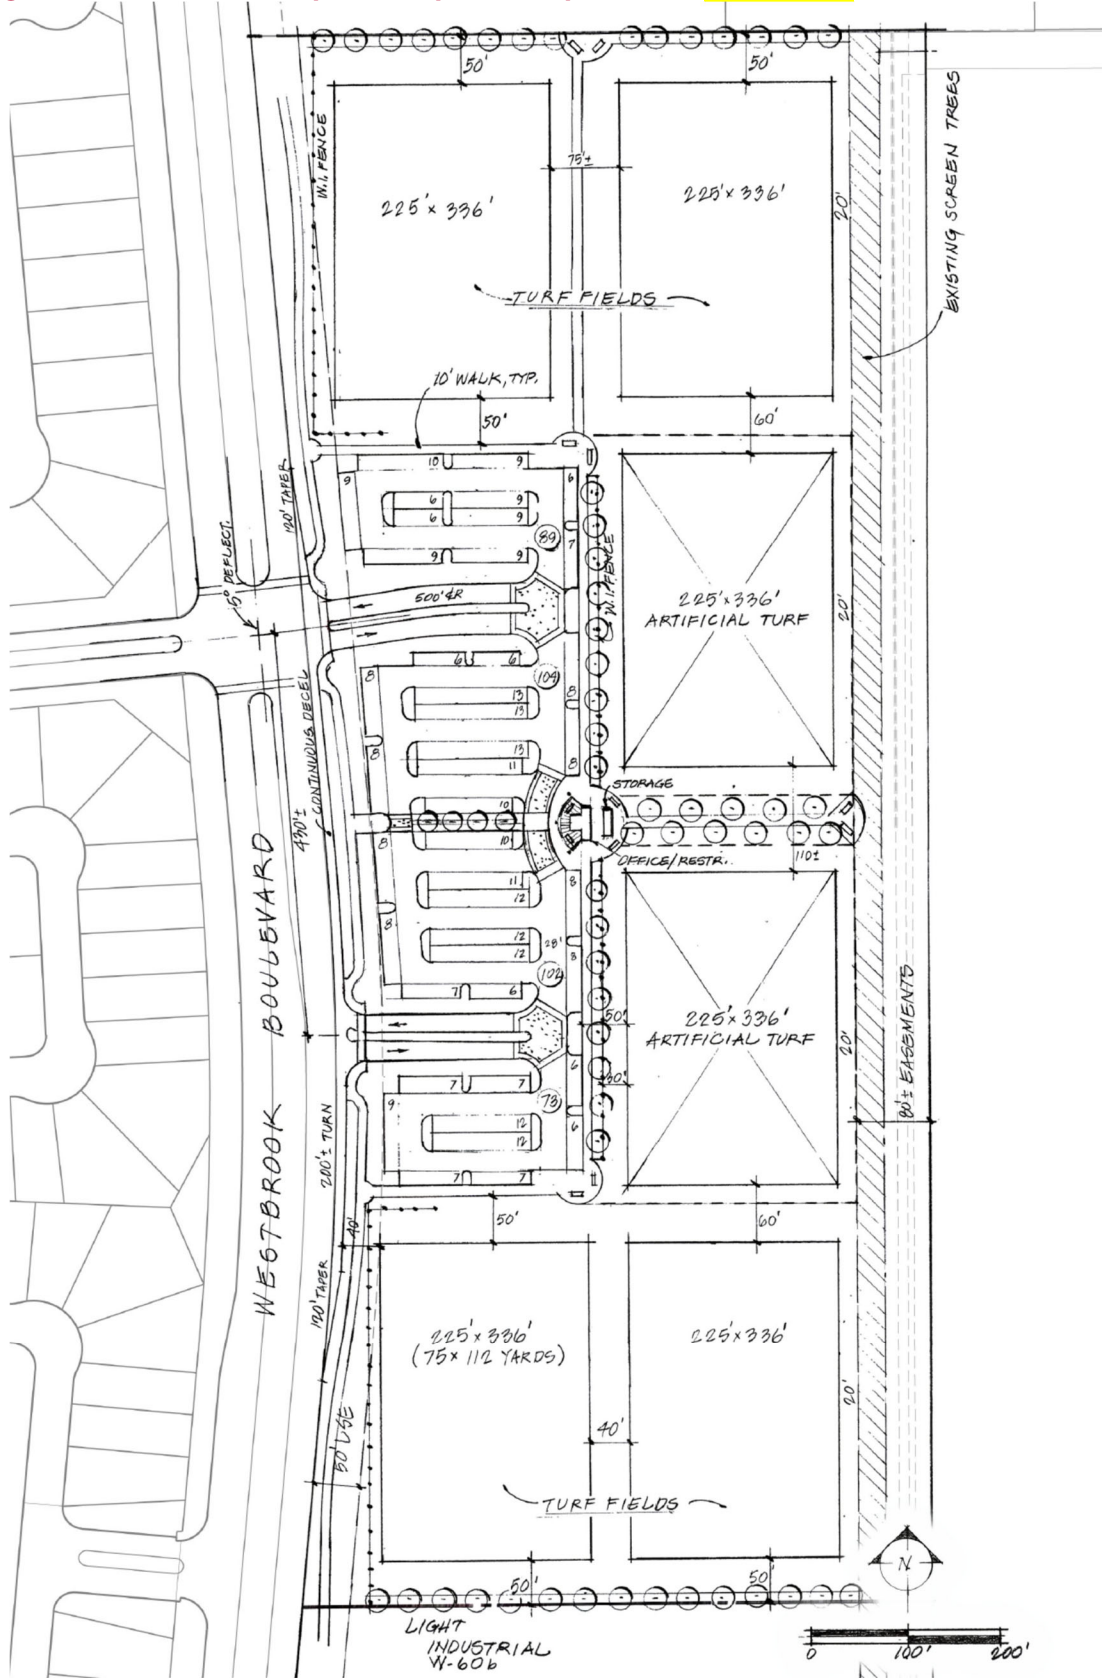 50'
50'
W.I. FENCE
75'±
225' x 336'
225' x 336'
20'
EXISTING SCREEN TREES
TURF FIELDS
10' WALK, TYP.
50'
60'
120' TAPER
10
9
9
6
6
9
6
9
89
7
9
9
W.I. FENCE
5° DEFLECT.
500' R
225' x 336'
ARTIFICIAL TURF
20'
6
6
8
104
13
13
8
8
13
11
8
CONTINUOUS DECEL
430'±
STORAGE
10
8
10
OFFICE/RESTR.
110±
11
12
8
8
12
12
28'
8
102
7
6
WESTBROOK BOULEVARD
50'
225' x 336'
ARTIFICIAL TURF
20'
80'± EASEMENTS
6
30'
7
7
9
73
12
12
6
200'± TURN
7
7
40'
50'
60'
120' TAPER
225' x 336'
(75 x 112 YARDS)
225 x 336'
20'
50' LSE
40'
TURF FIELDS
50'
50'
N
LIGHT
INDUSTRIAL
W-60b
0 100' 200'